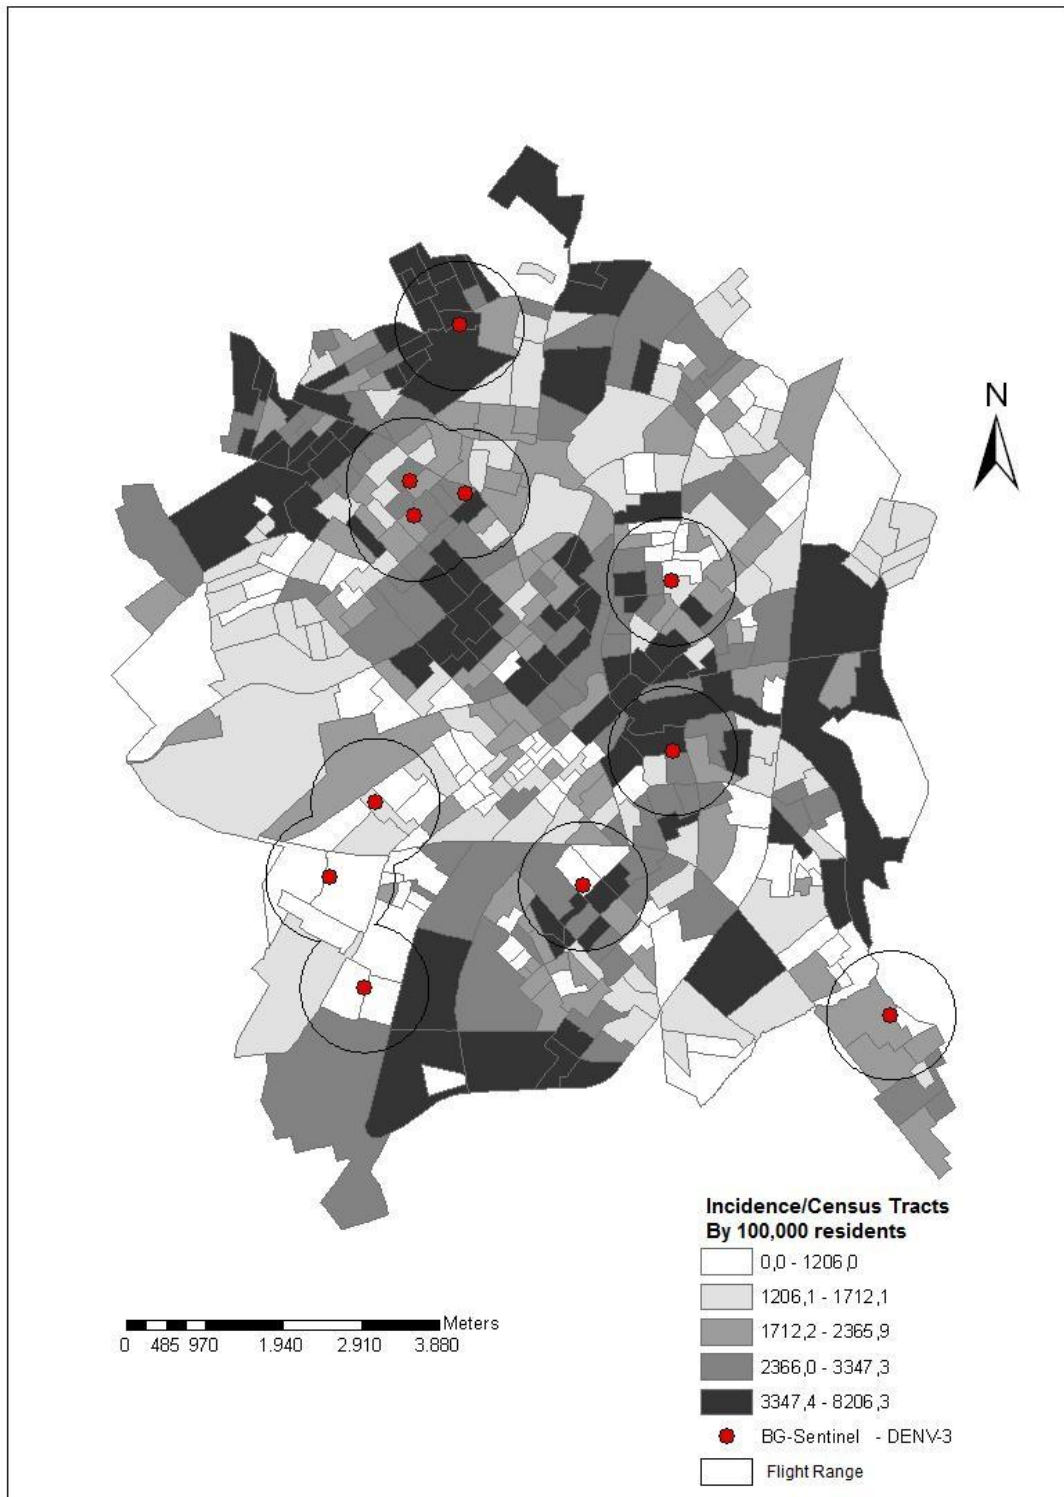 N
Incidence/Census Tracts
By 100,000 residents
0,0 - 1206,0
1206,1 - 1712,1
1712,2 - 2365,9
2366,0 - 3347,3
3347,4 - 8206,3
BG-Sentinel - DENV-3
Flight Range
Meters
0 485 970 1.940 2.910 3.880